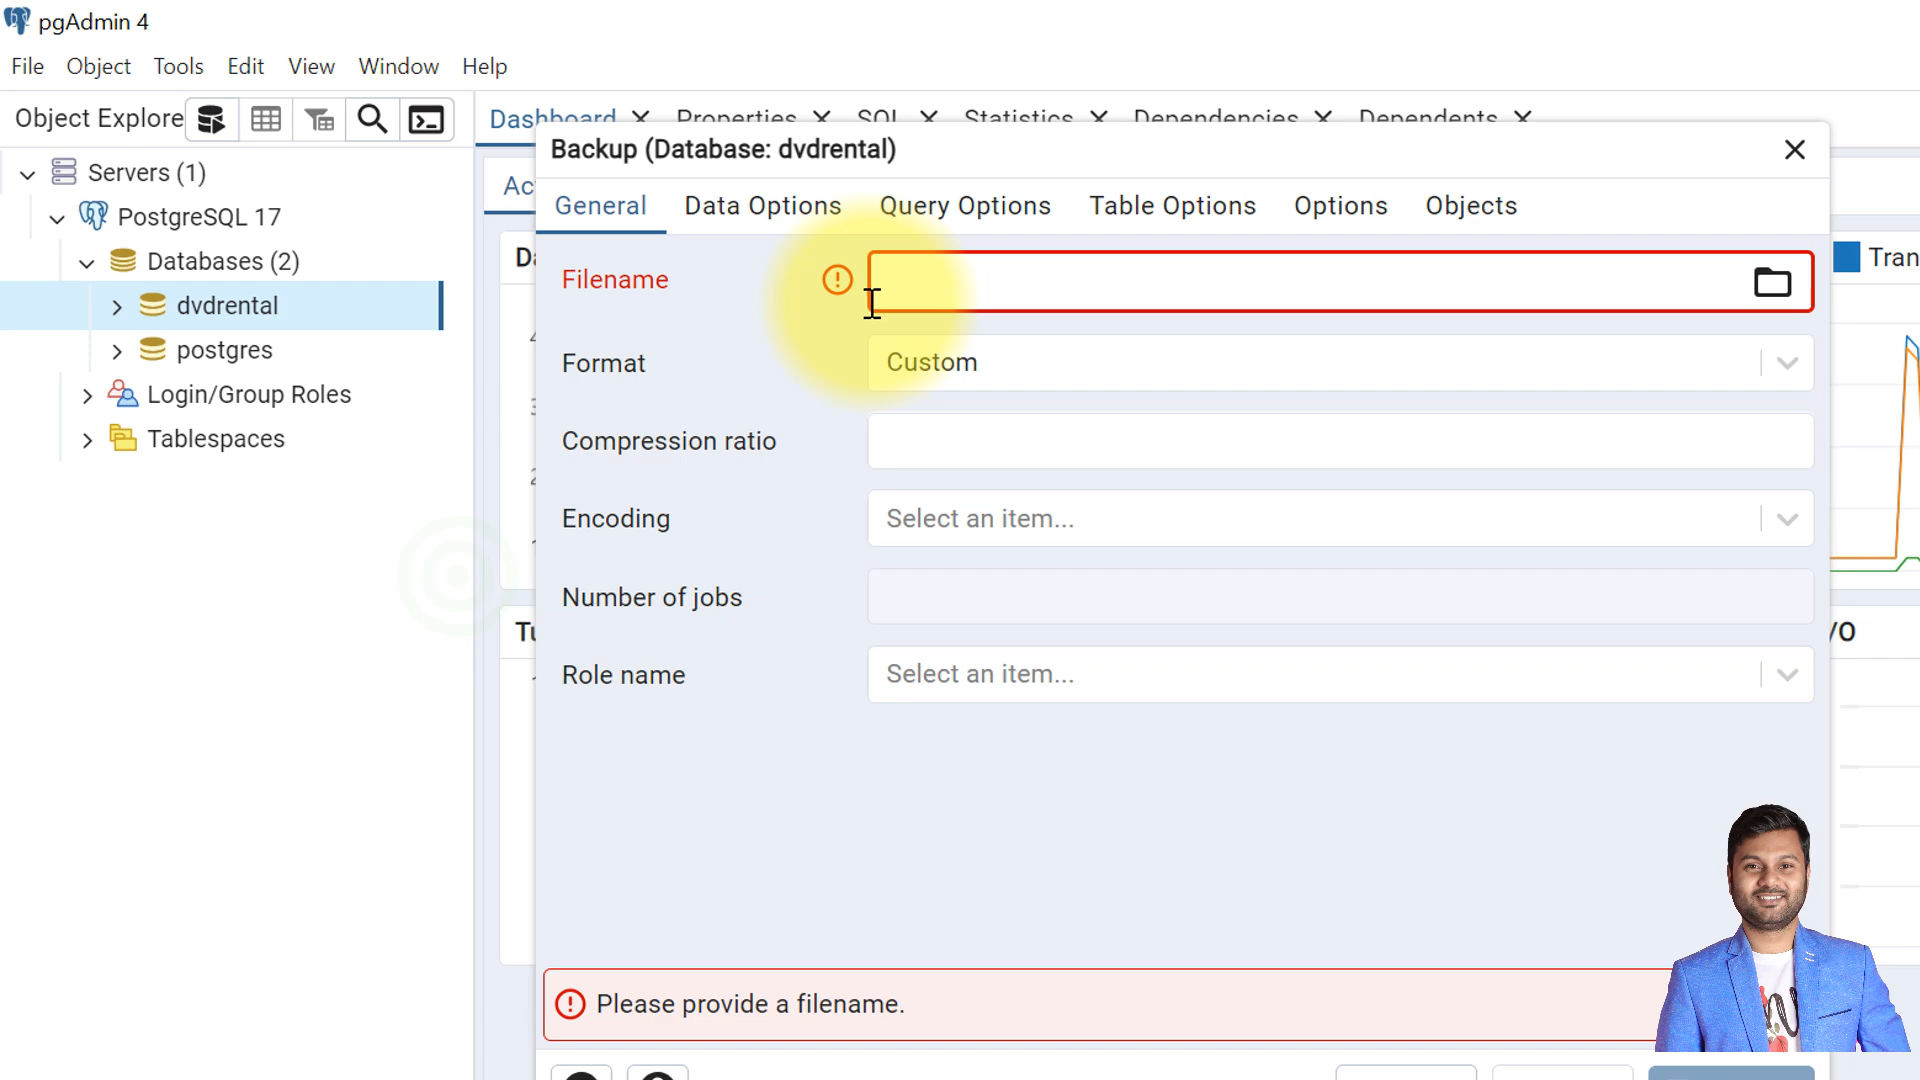 pgAdmin 4
File Object Tools Edit View Window Help
Object Explore
Dashboard Properties SQL Statistics Dependencies Dependents
Servers (1)
PostgreSQL 17
Databases (2)
dvdrental
postgres
Login/Group Roles
Tablespaces
Backup (Database: dvdrental)
General Data Options Query Options Table Options Options Objects
Filename
Format Custom
Compression ratio
Encoding Select an item...
Number of jobs
Role name Select an item...
Please provide a filename.
Ac
Tran
Tu
/O